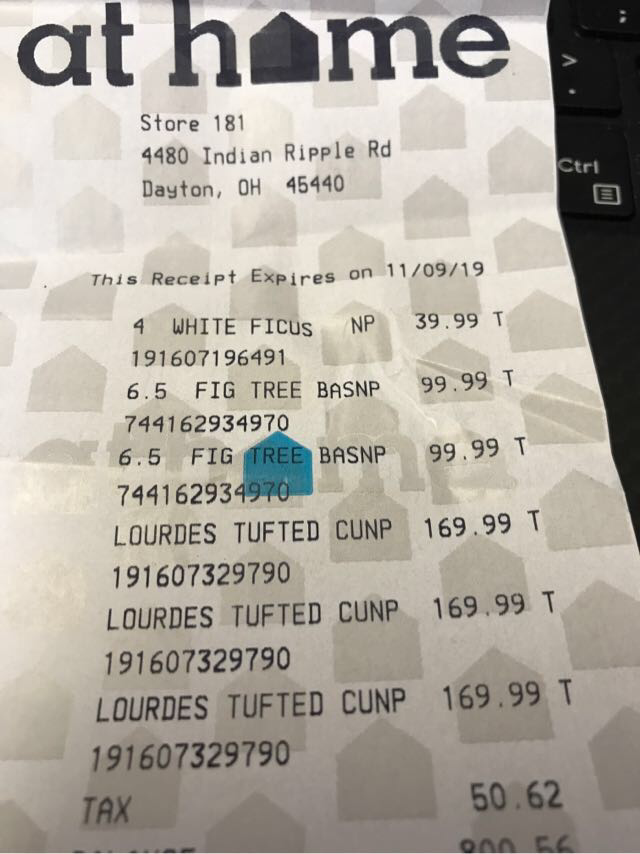 at home
Store 181
4480 Indian Ripple Rd
Dayton, OH 45440
This Receipt Expires on 11/09/19
4 WHITE FICUS NP 39.99 T
191607196491
6.5 FIG TREE BASNP 99.99 T
744162934970
6.5 FIG TREE BASNP 99.99 T
744162934970
LOURDES TUFTED CUNP 169.99 T
191607329790
LOURDES TUFTED CUNP 169.99 T
191607329790
LOURDES TUFTED CUNP 169.99 T
191607329790
TAX 50.62
BALANCE 800.56
Ctrl